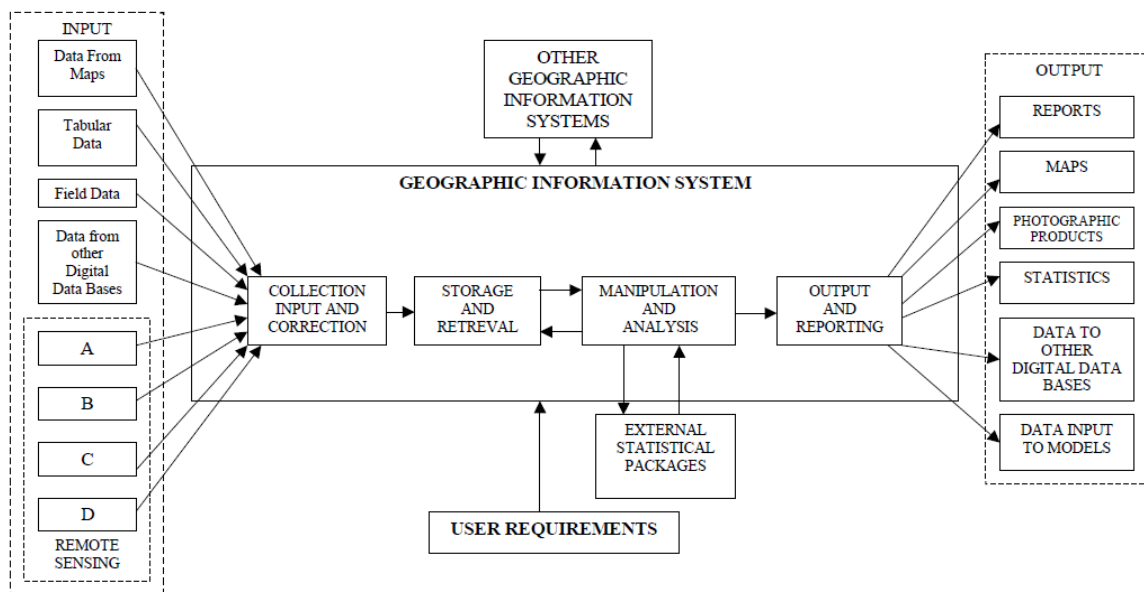 INPUT
Data From
Maps
Tabular
Data
Field Data
Data from
other
Digital
Data Bases
A
B
C
D
REMOTE
SENSING
OTHER
GEOGRAPHIC
INFORMATION
SYSTEMS
GEOGRAPHIC INFORMATION SYSTEM
COLLECTION
INPUT AND
CORRECTION
STORAGE
AND
RETREVAL
MANIPULATION
AND
ANALYSIS
OUTPUT
AND
REPORTING
EXTERNAL
STATISTICAL
PACKAGES
USER REQUIREMENTS
OUTPUT
REPORTS
MAPS
PHOTOGRAPHIC
PRODUCTS
STATISTICS
DATA TO
OTHER
DIGITAL DATA
BASES
DATA INPUT
TO MODELS